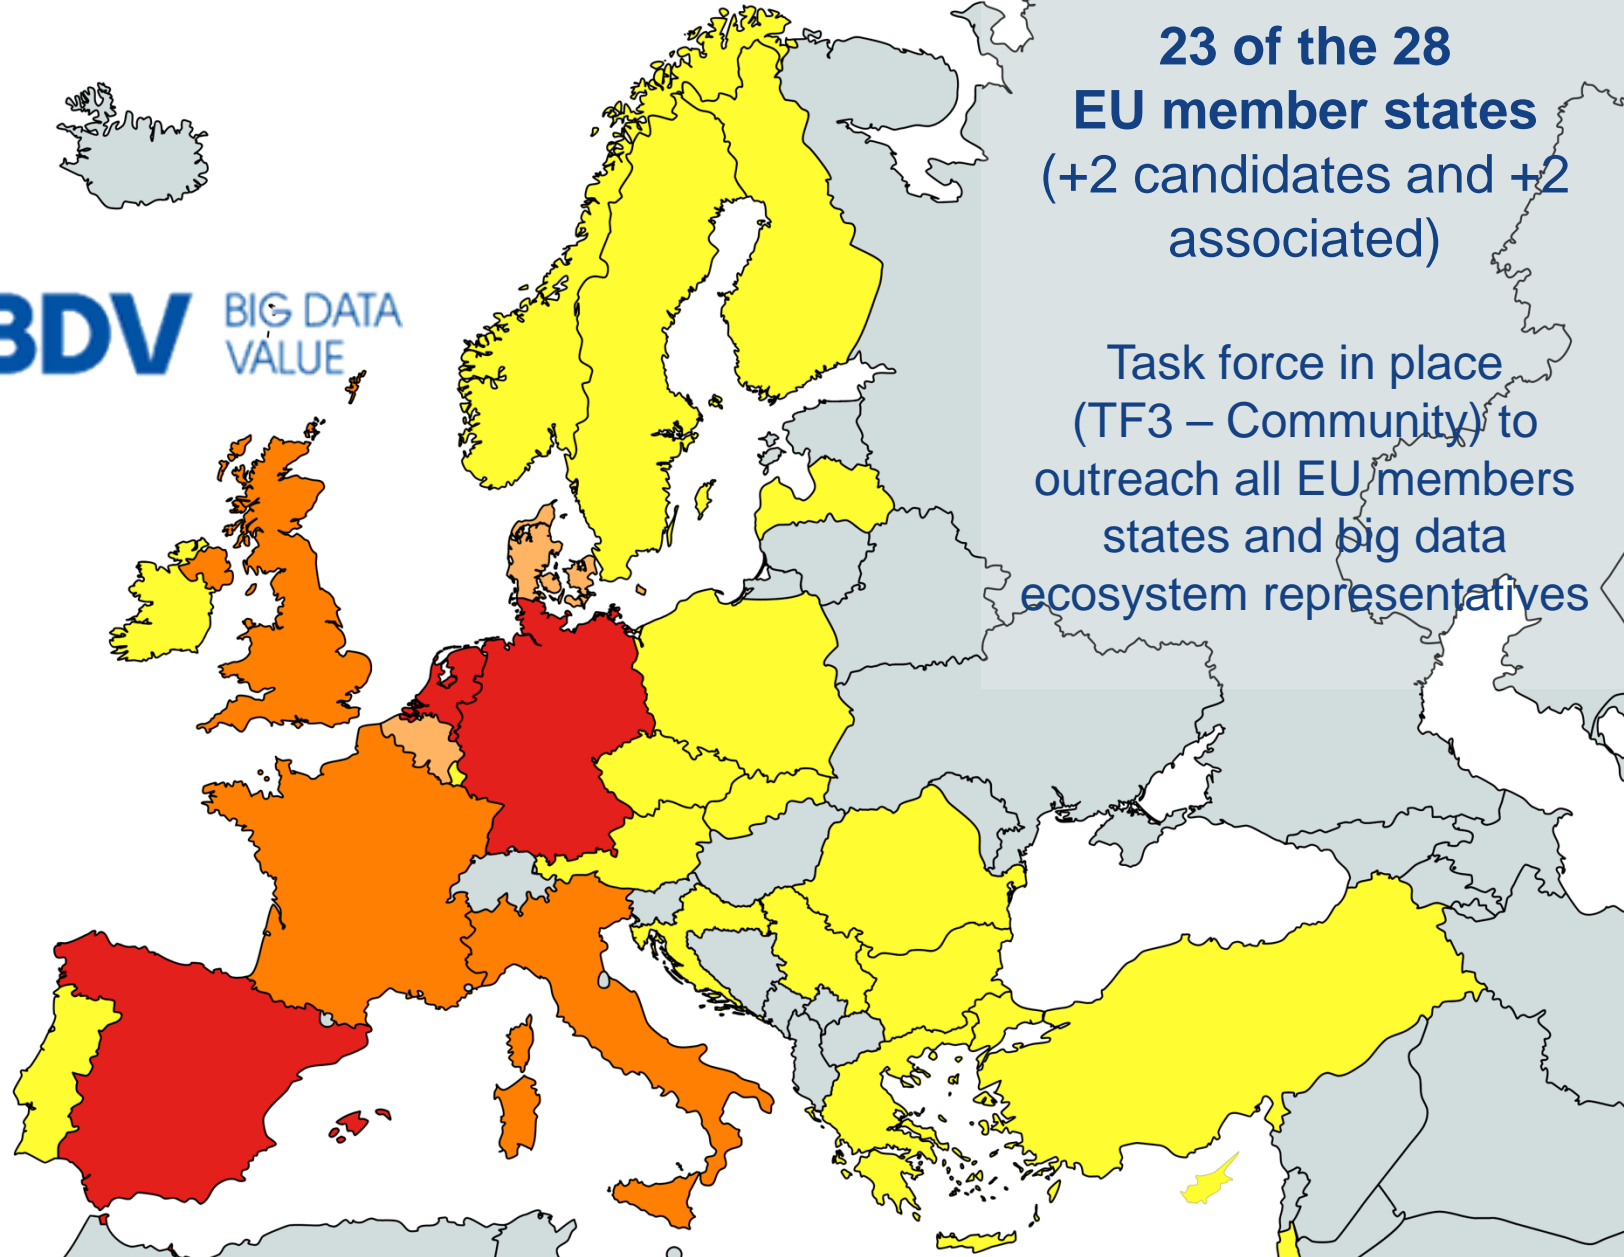 23 of the 28
EU member states
(+2 candidates and +2
associated)
BDV BIG DATA
VALUE
Task force in place
(TF3 – Community) to
outreach all EU members
states and big data
ecosystem representatives